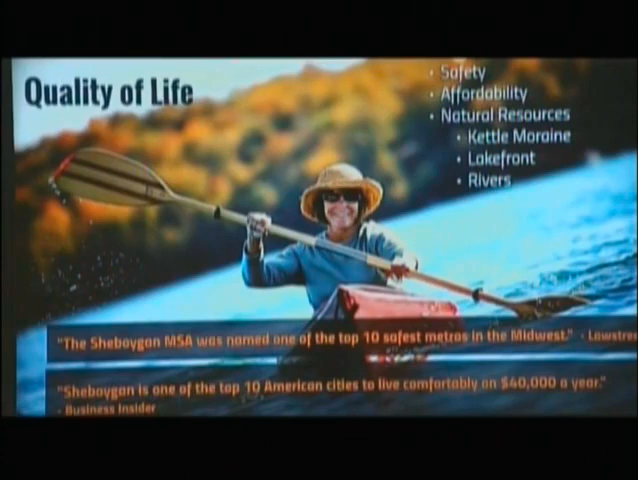 Quality of Life
• Safety
• Affordability
• Natural Resources
• Kettle Moraine
• Lakefront
• Rivers
"The Sheboygan MSA was named one of the top 10 safest metros in the Midwest." - Lawstre
"Sheboygan is one of the top 10 American cities to live comfortably on $40,000 a year."
- Business Insider